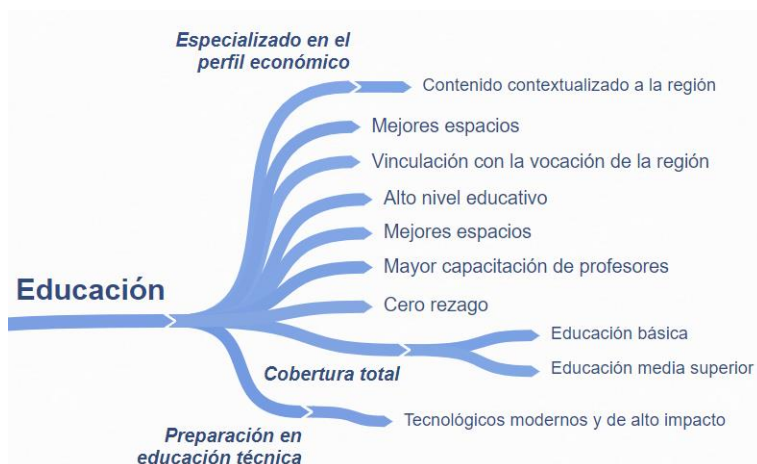 Especializado en el
perfil económico
Contenido contextualizado a la región
Mejores espacios
Vinculación con la vocación de la región
Alto nivel educativo
Mejores espacios
Mayor capacitación de profesores
Educación
Cero rezago
Educación básica
Cobertura total
Educación media superior
Tecnológicos modernos y de alto impacto
Preparación en
educación técnica